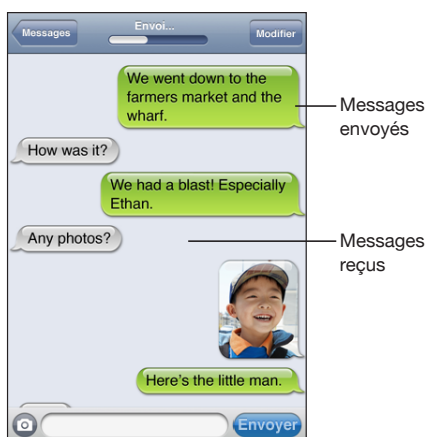 Messages
Envoi...
Modifier
We went down to the
farmers market and the
wharf.
Messages
envoyés
How was it?
We had a blast! Especially
Ethan.
Any photos?
Messages
reçus
Here's the little man.
Envoyer